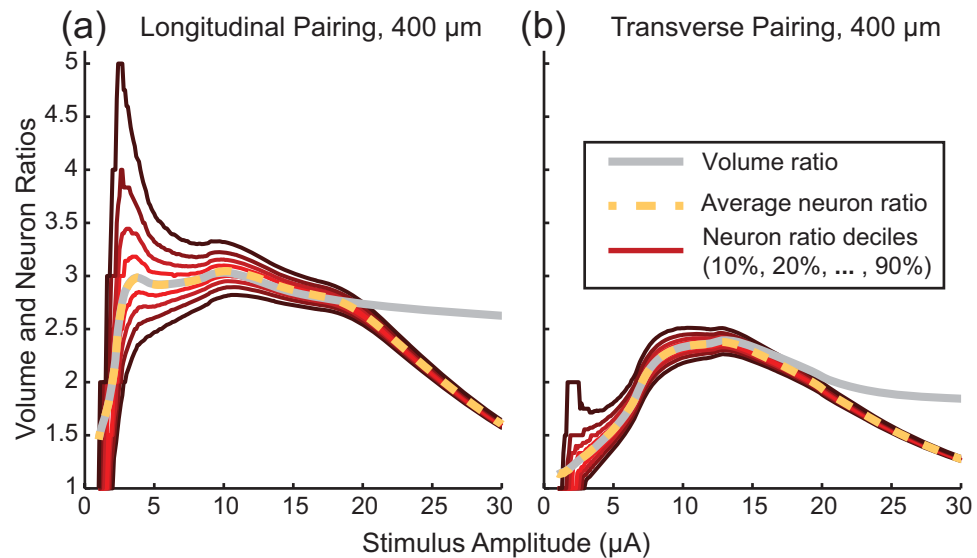 (a) Longitudinal Pairing, 400 µm
(b) Transverse Pairing, 400 µm
Volume and Neuron Ratios
5
4.5
4
3.5
3
2.5
2
1.5
1
0 5 10 15 20 25 30
0 5 10 15 20 25 30
Volume ratio
Average neuron ratio
Neuron ratio deciles
(10%, 20%, ... , 90%)
Stimulus Amplitude (µA)